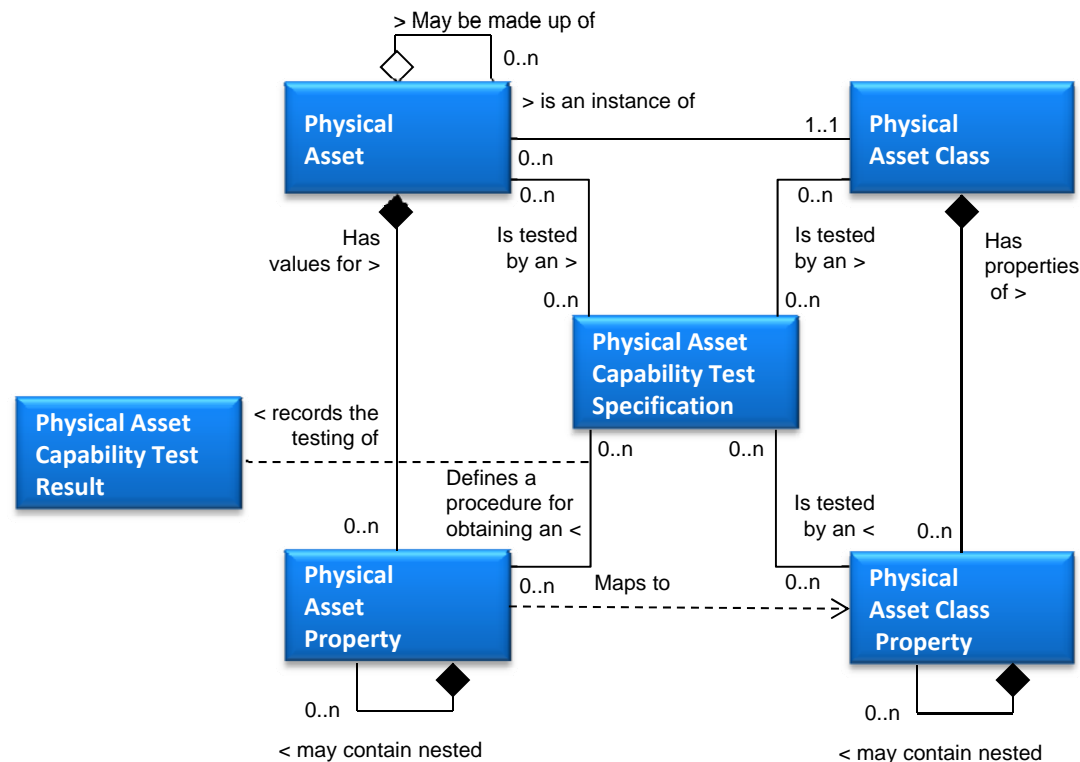 > May be made up of
0..n
Physical
Asset
> is an instance of
1..1
0..n
Physical
Asset Class
0..n
0..n
Has
values for >
Is tested
by an >
Is tested
by an >
Has
properties
of >
0..n
0..n
Physical Asset
Capability Test
Specification
Physical Asset
Capability Test
Result
< records the
testing of
0..n
0..n
Defines a
procedure for
obtaining an <
Is tested
by an <
0..n
0..n
Physical
Asset
Property
0..n
Maps to
0..n
Physical
Asset Class
Property
0..n
0..n
< may contain nested
< may contain nested